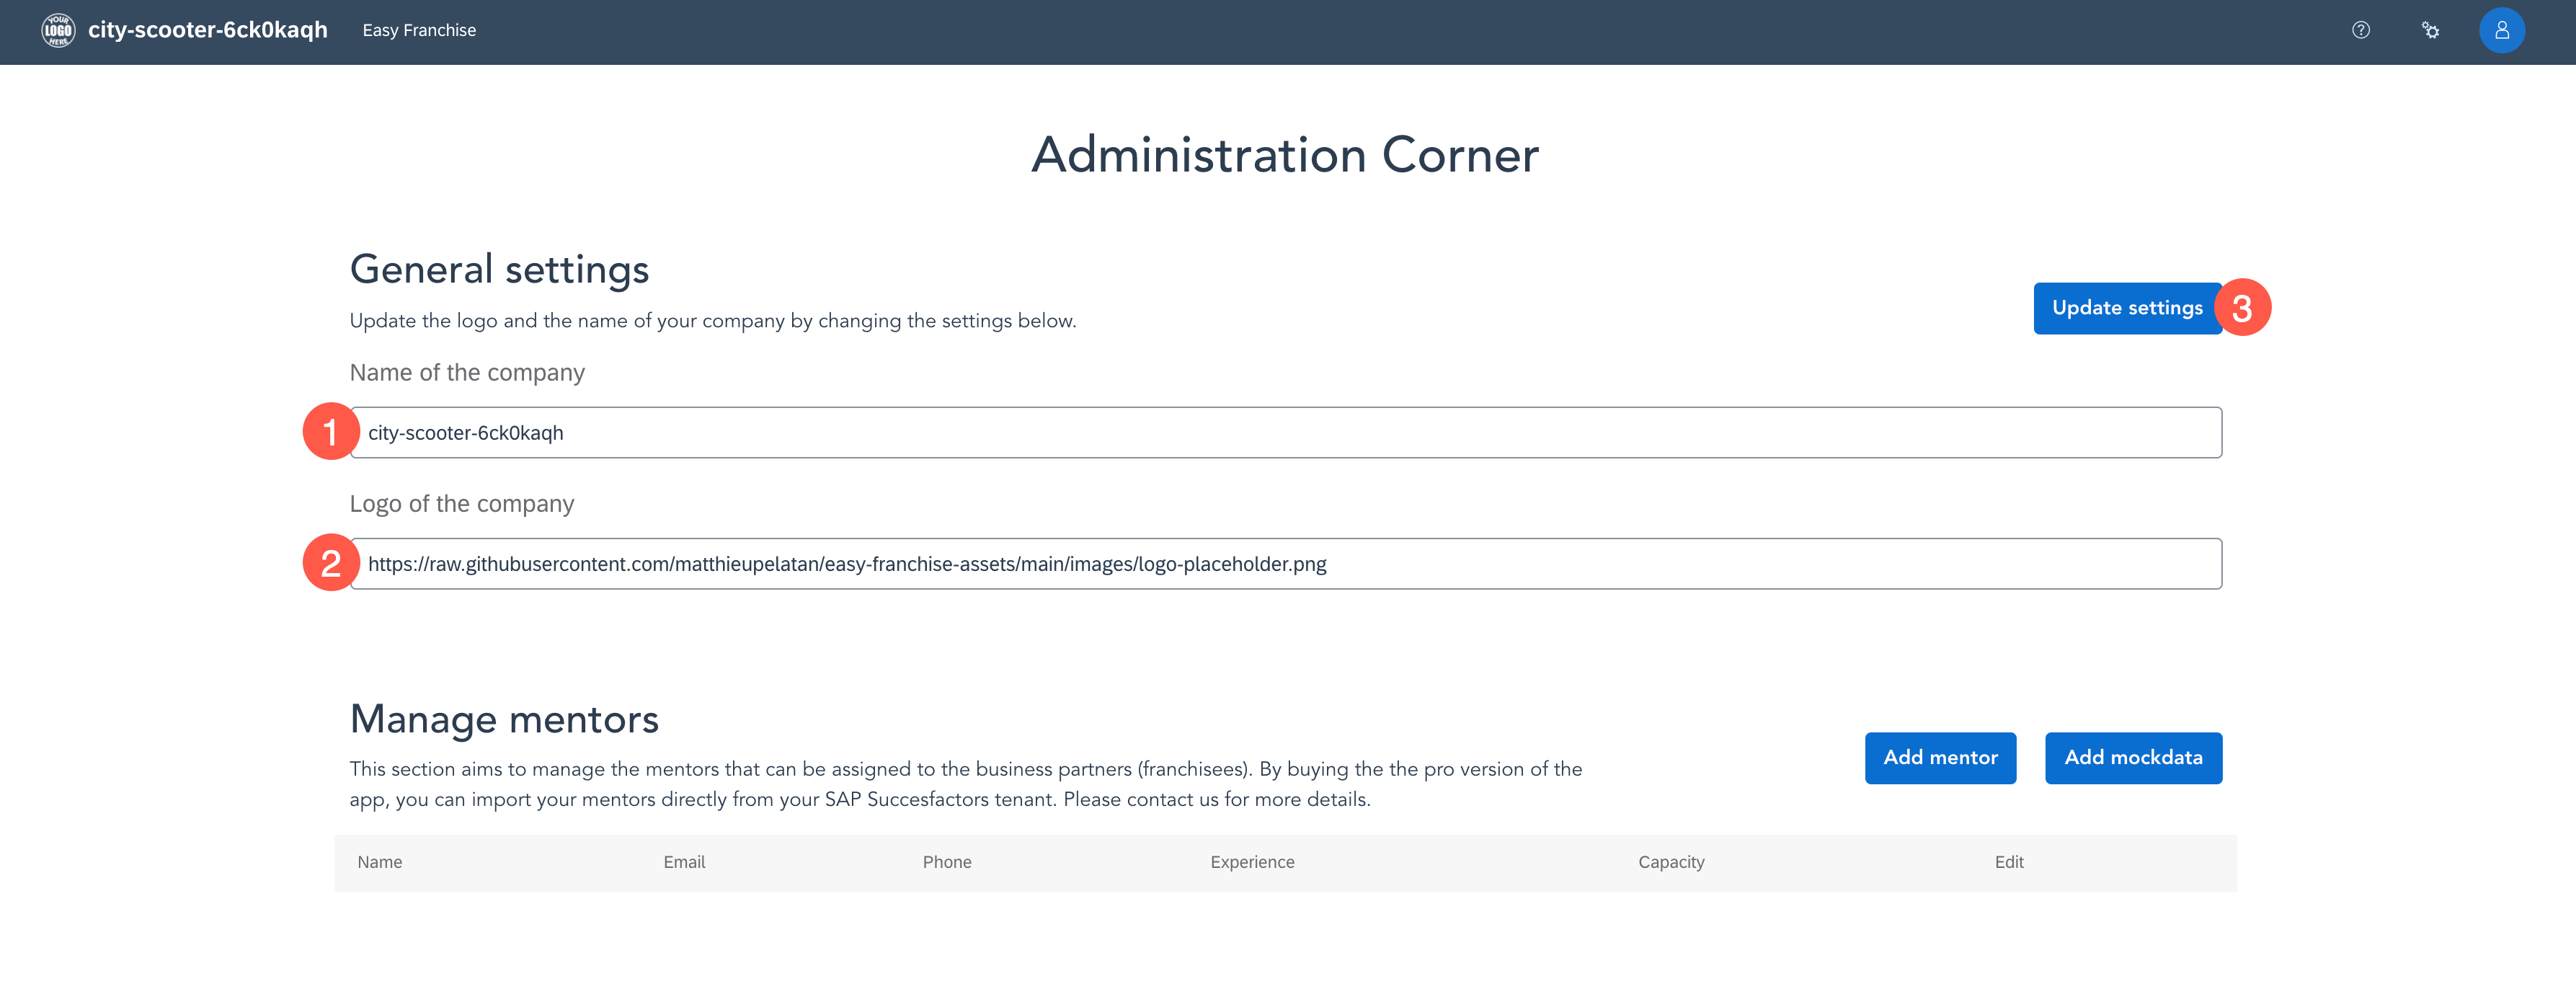 YOUR
LOGO
HERE
city-scooter-6ck0kaqh
Easy Franchise
?
Administration Corner
General settings
Update the logo and the name of your company by changing the settings below.
Update settings
3
Name of the company
1
city-scooter-6ck0kaqh
Logo of the company
2
https://raw.githubusercontent.com/matthieupelatan/easy-franchise-assets/main/images/logo-placeholder.png
Manage mentors
This section aims to manage the mentors that can be assigned to the business partners (franchisees). By buying the the pro version of the
app, you can import your mentors directly from your SAP Succesfactors tenant. Please contact us for more details.
Add mentor
Add mockdata
Name Email Phone Experience Capacity Edit